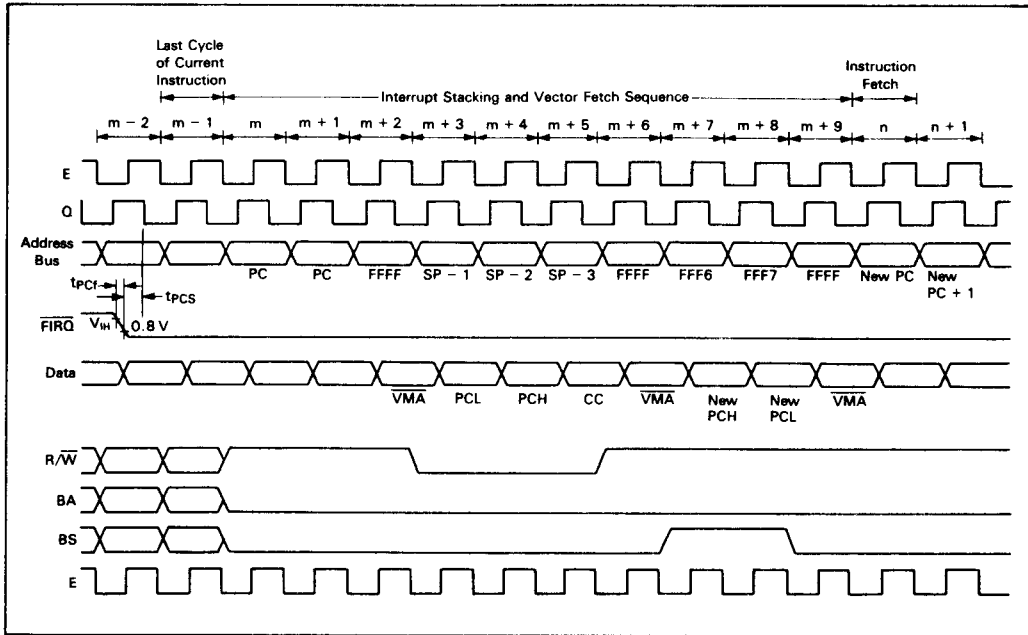 Last Cycle
of Current
Instruction
Instruction
Fetch
Interrupt Stacking and Vector Fetch Sequence
m − 2 m − 1 m m + 1 m + 2 m + 3 m + 4 m + 5 m + 6 m + 7 m + 8 m + 9 n n + 1
E
Q
Address
Bus
PC PC FFFF SP − 1 SP − 2 SP − 3 FFFF FFF6 FFF7 FFFF New PC New
PC + 1
tPCf
tPCS
FIRQ VIH 0.8 V
Data
VMA PCL PCH CC VMA New
PCH New
PCL VMA
R/W
BA
BS
E